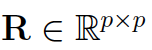 𝐑 ∈ ℝ^{p×p}